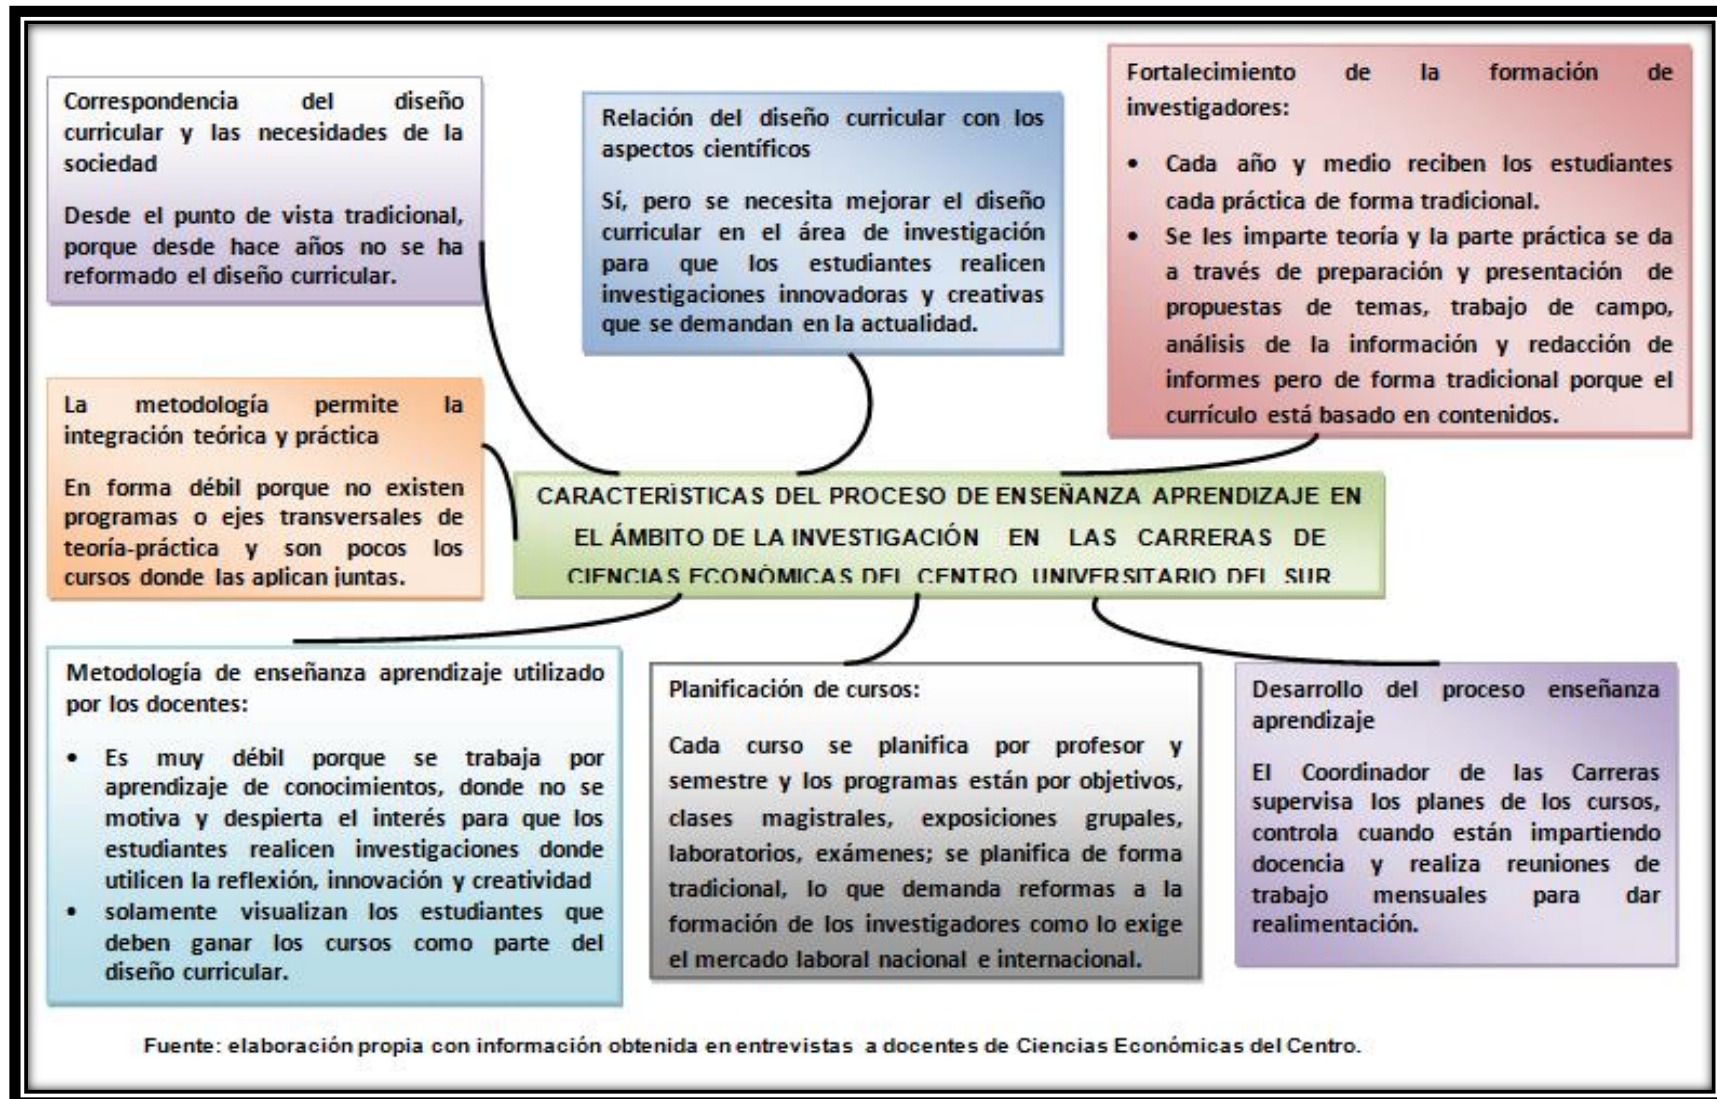 Correspondencia del diseño
curricular y las necesidades de la
sociedad
Desde el punto de vista tradicional,
porque desde hace años no se ha
reformado el diseño curricular.
Relación del diseño curricular con los
aspectos científicos
Sí, pero se necesita mejorar el diseño
curricular en el área de investigación
para que los estudiantes realicen
investigaciones innovadoras y creativas
que se demandan en la actualidad.
Fortalecimiento de la formación de
investigadores:
• Cada año y medio reciben los estudiantes
cada práctica de forma tradicional.
• Se les imparte teoría y la parte práctica se da
a través de preparación y presentación de
propuestas de temas, trabajo de campo,
análisis de la información y redacción de
informes pero de forma tradicional porque el
currículo está basado en contenidos.
La metodología permite la
integración teórica y práctica
En forma débil porque no existen
programas o ejes transversales de
teoría-práctica y son pocos los
cursos donde las aplican juntas.
CARACTERÌSTICAS DEL PROCESO DE ENSEÑANZA APRENDIZAJE EN
EL ÁMBITO DE LA INVESTIGACIÓN EN LAS CARRERAS DE
CIENCIAS ECONÓMICAS DEL CENTRO UNIVERSITARIO DEL SUR
Metodología de enseñanza aprendizaje utilizado
por los docentes:
• Es muy débil porque se trabaja por
aprendizaje de conocimientos, donde no se
motiva y despierta el interés para que los
estudiantes realicen investigaciones donde
utilicen la reflexión, innovación y creatividad
• solamente visualizan los estudiantes que
deben ganar los cursos como parte del
diseño curricular.
Planificación de cursos:
Cada curso se planifica por profesor y
semestre y los programas están por objetivos,
clases magistrales, exposiciones grupales,
laboratorios, exámenes; se planifica de forma
tradicional, lo que demanda reformas a la
formación de los investigadores como lo exige
el mercado laboral nacional e internacional.
Desarrollo del proceso enseñanza
aprendizaje
El Coordinador de las Carreras
supervisa los planes de los cursos,
controla cuando están impartiendo
docencia y realiza reuniones de
trabajo mensuales para dar
realimentación.
Fuente: elaboración propia con información obtenida en entrevistas a docentes de Ciencias Económicas del Centro.